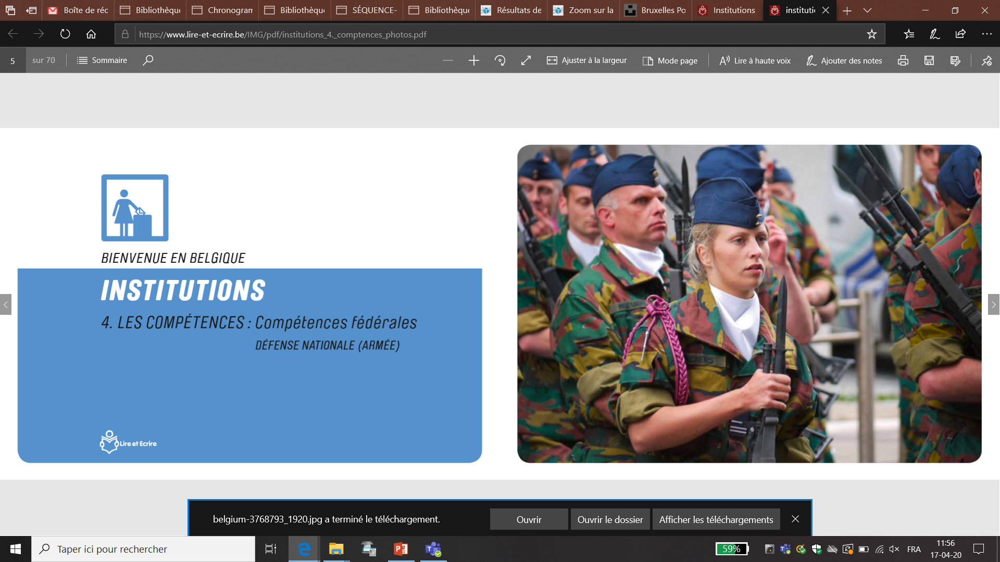 Boîte de réc
Bibliothèqu
Chronogram
Bibliothèqu
SÉQUENCE-
Bibliothèqu
Résultats de
Zoom sur la
Bruxelles Po
Institutions
instituti
https://www.lire-et-ecrire.be/IMG/pdf/institutions_4._comptences_photos.pdf
5 sur 70
Sommaire
Ajuster à la largeur
Mode page
Lire à haute voix
Ajouter des notes
BIENVENUE EN BELGIQUE
INSTITUTIONS
4. LES COMPÉTENCES : Compétences fédérales
DÉFENSE NATIONALE (ARMÉE)
Lire et Ecrire
belgium-3768793_1920.jpg a terminé le téléchargement.
Ouvrir
Ouvrir le dossier
Afficher les téléchargements
Taper ici pour rechercher
59%
FRA
11:56
17-04-20